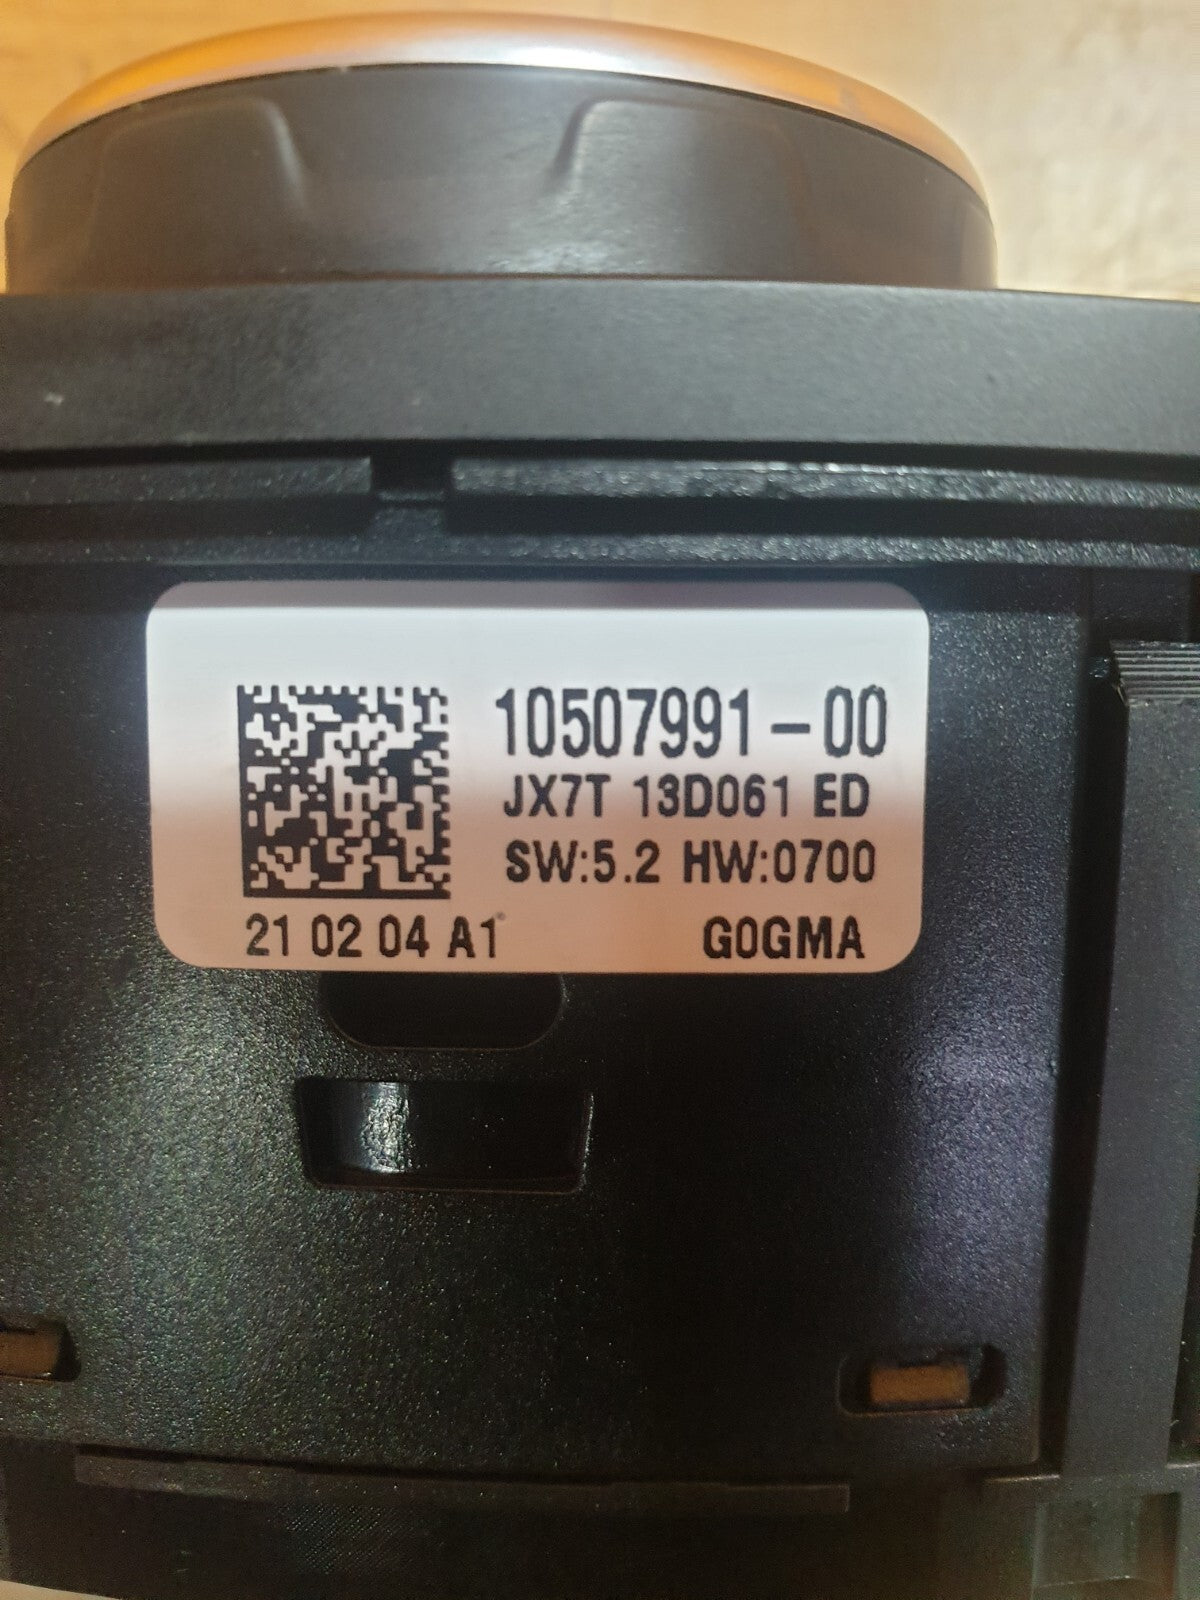 10507991-00
JX7T 13D061 ED
SW:5.2 HW:0700
21 02 04 A1
G0GMA